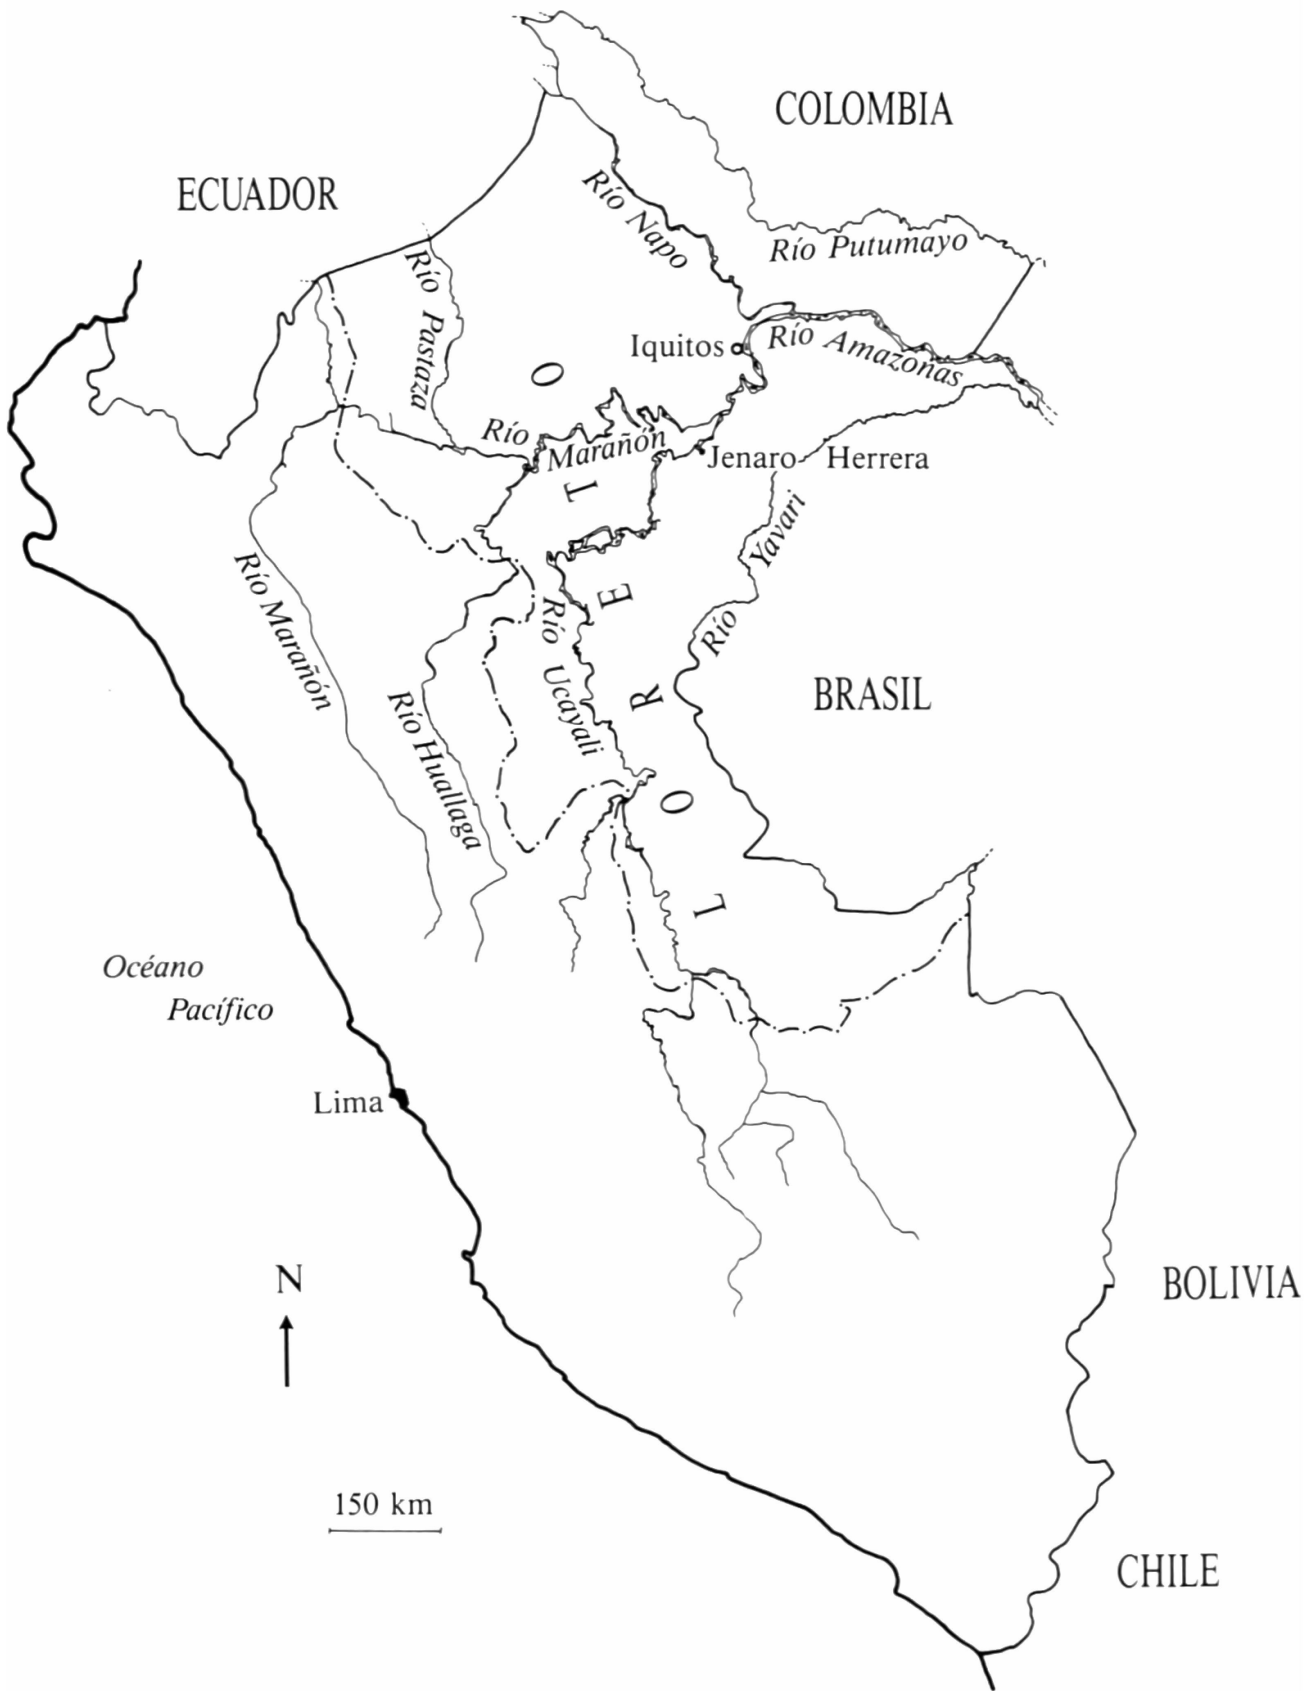 COLOMBIA
ECUADOR
Río Napo
Río Putumayo
Río Pastaza
Iquitos
Río Amazonas
Río Marañón
Jenaro Herrera
Río Yavari
Río Marañón
Río Huallaga
Río Ucayali
LORETO
BRASIL
Océano
Pacífico
Lima
N
BOLIVIA
150 km
CHILE